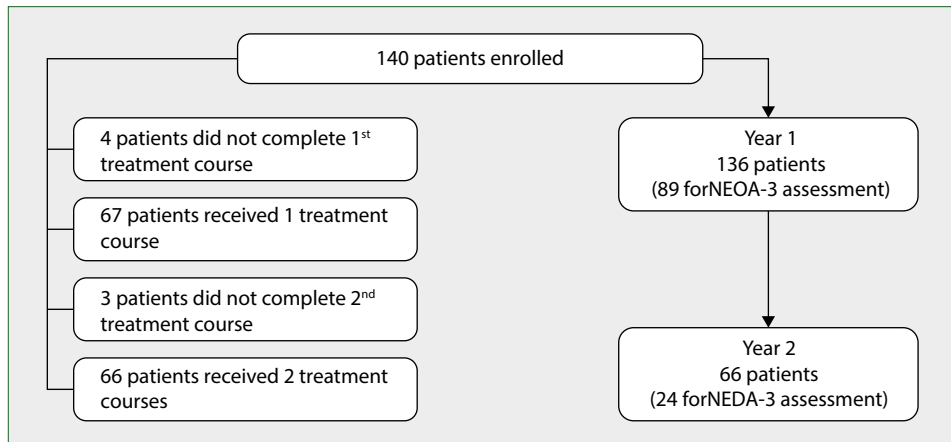 140 patients enrolled
4 patients did not complete 1st
treatment course
67 patients received 1 treatment
course
3 patients did not complete 2nd
treatment course
66 patients received 2 treatment
courses
Year 1
136 patients
(89 forNEOA-3 assessment)
Year 2
66 patients
(24 forNEDA-3 assessment)